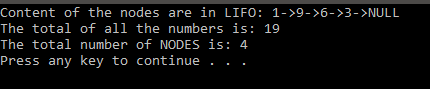 Content of the nodes are in LIFO: 1->9->6->3->NULL
The total of all the numbers is: 19
The total number of NODES is: 4
Press any key to continue . . .